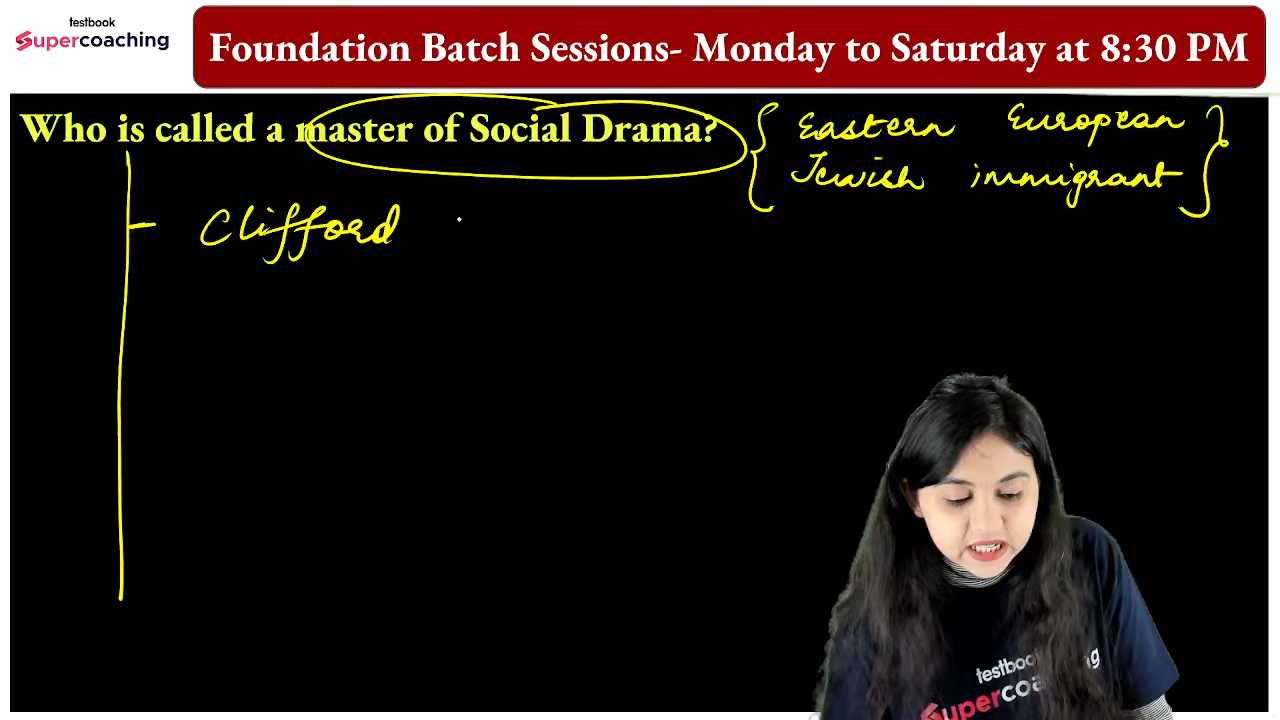 testbook
Supercoaching
Foundation Batch Sessions- Monday to Saturday at 8:30 PM
Who is called a master of Social Drama?
{ Eastern European }
{ Jewish immigrant }
- Clifford
testbook
Supercoaching